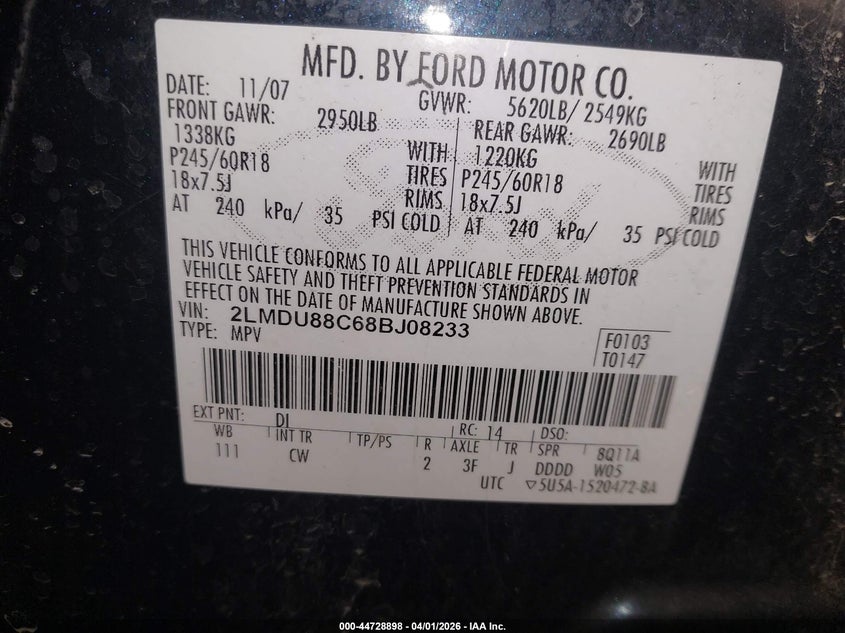 MFD. BY FORD MOTOR CO.
DATE: 11/07 GVWR: 5620LB/ 2549KG
FRONT GAWR: 2950LB REAR GAWR: 2690LB
1338KG WITH 1220KG WITH
P245/60R18 TIRES P245/60R18 TIRES
18x7.5J RIMS 18x7.5J RIMS
AT 240 kPa/ 35 PSI COLD AT 240 kPa/ 35 PSI COLD
THIS VEHICLE CONFORMS TO ALL APPLICABLE FEDERAL MOTOR
VEHICLE SAFETY AND THEFT PREVENTION STANDARDS IN
EFFECT ON THE DATE OF MANUFACTURE SHOWN ABOVE.
VIN: 2LMDU88C68BJ08233
TYPE: MPV
F0103
T0147
EXT PNT: DI RC: 14 DSO:
WB INT TR TP/PS R AXLE TR SPR 8Q11A
111 CW 2 3F J DDDD W05
UTC ▽5U5A-1520472-BA
000-44728898 - 04/01/2026 - IAA Inc.